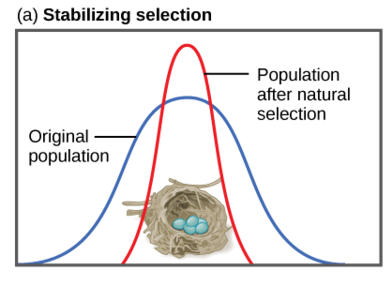 (a) Stabilizing selection
Population
after natural
selection
Original
population